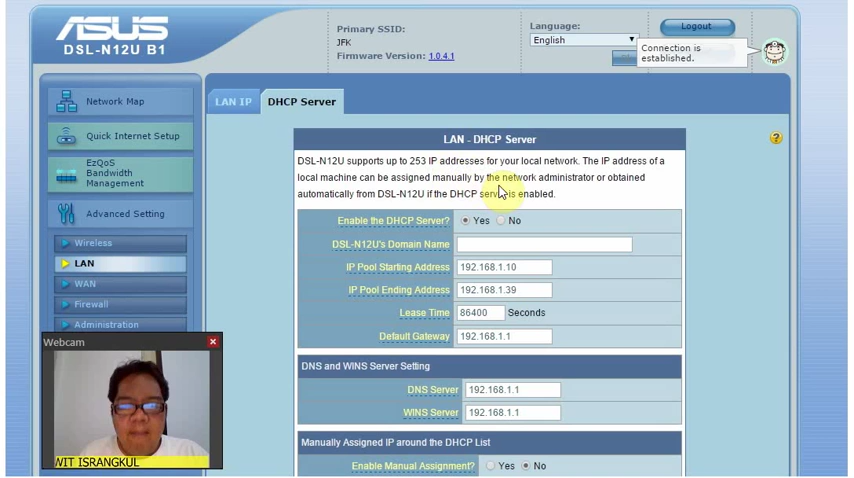 ASUS
DSL-N12U B1
Primary SSID:
JFK
Firmware Version: 1.0.4.1
Language:
English
Logout
Connection is
established.
Network Map
Quick Internet Setup
EzQoS
Bandwidth
Management
Advanced Setting
Wireless
LAN
WAN
Firewall
Administration
LAN IP
DHCP Server
LAN - DHCP Server
DSL-N12U supports up to 253 IP addresses for your local network. The IP address of a
local machine can be assigned manually by the network administrator or obtained
automatically from DSL-N12U if the DHCP server is enabled.
Enable the DHCP Server? Yes No
DSL-N12U's Domain Name
IP Pool Starting Address 192.168.1.10
IP Pool Ending Address 192.168.1.39
Lease Time 86400 Seconds
Default Gateway 192.168.1.1
DNS and WINS Server Setting
DNS Server 192.168.1.1
WINS Server 192.168.1.1
Manually Assigned IP around the DHCP List
Enable Manual Assignment? Yes No
Webcam
WIT ISRANGKUL